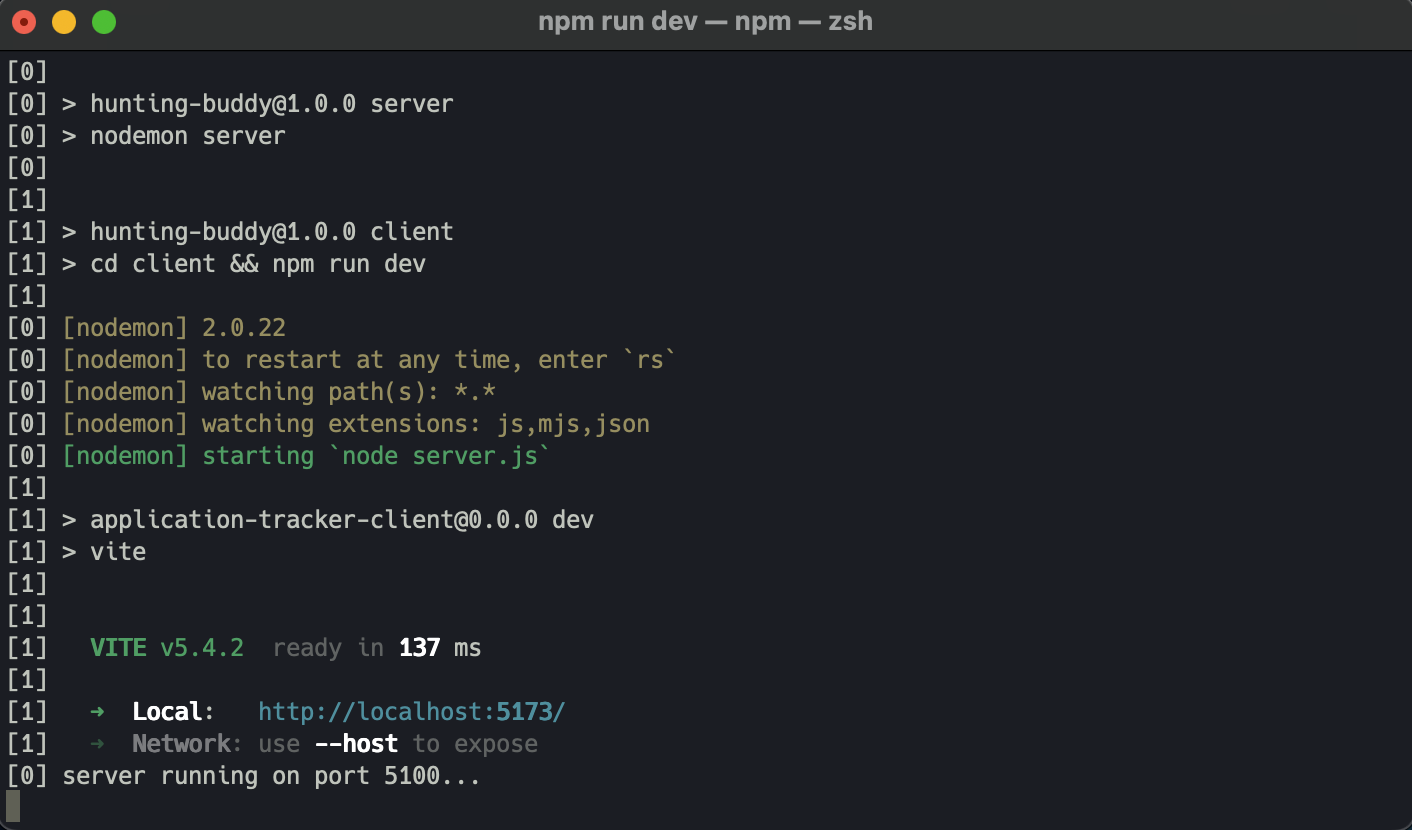 npm run dev — npm — zsh
[0]
[0] > hunting-buddy@1.0.0 server
[0] > nodemon server
[0]
[1]
[1] > hunting-buddy@1.0.0 client
[1] > cd client && npm run dev
[1]
[0] [nodemon] 2.0.22
[0] [nodemon] to restart at any time, enter `rs`
[0] [nodemon] watching path(s): *.*
[0] [nodemon] watching extensions: js,mjs,json
[0] [nodemon] starting `node server.js`
[1]
[1] > application-tracker-client@0.0.0 dev
[1] > vite
[1]
[1]
[1]   VITE v5.4.2  ready in 137 ms
[1]
[1]   ➜  Local:   http://localhost:5173/
[1]   ➜  Network: use --host to expose
[0] server running on port 5100...